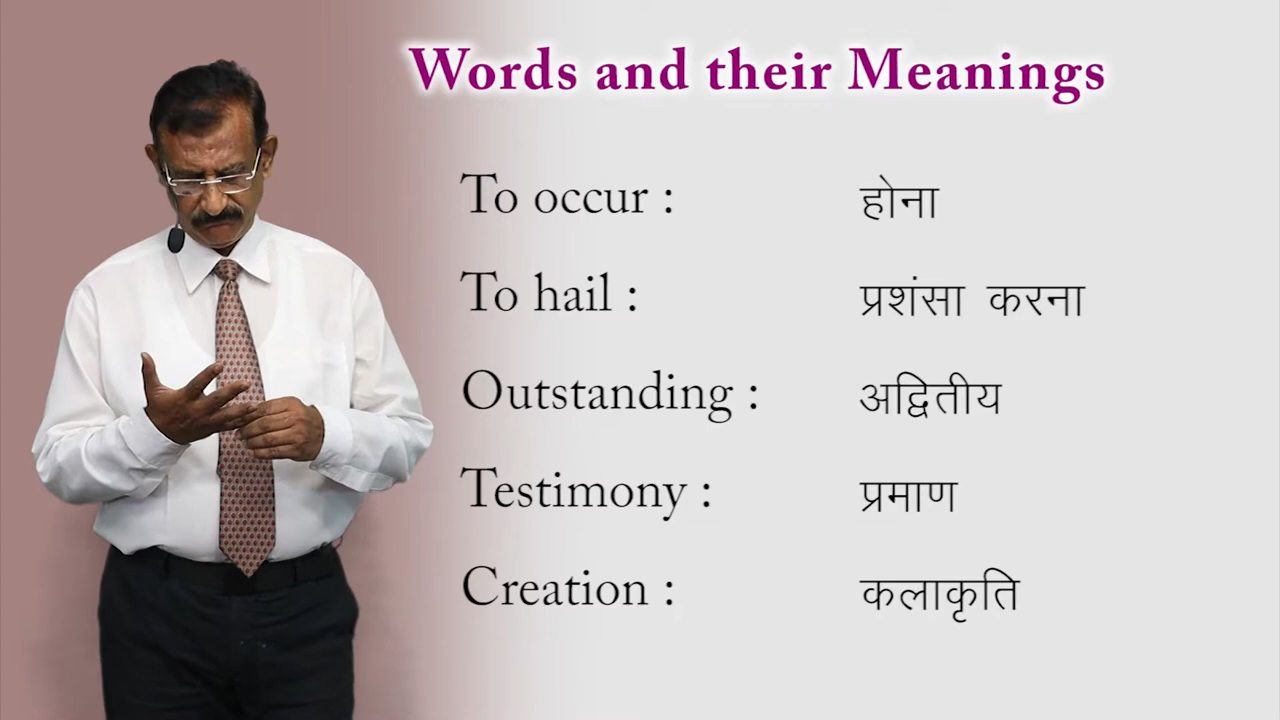 Words and their Meanings
To occur : होना
To hail : प्रशंसा करना
Outstanding : अद्वितीय
Testimony : प्रमाण
Creation : कलाकृति